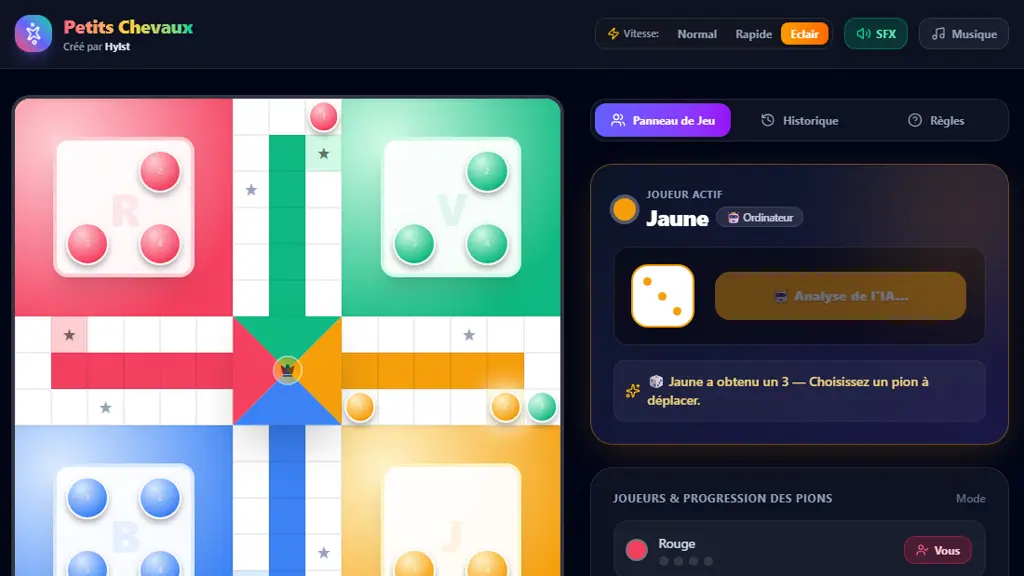 Petits Chevaux
Créé par Hylst
Vitesse:
Normal
Rapide
Eclair
SFX
Musique
Panneau de Jeu
Historique
Règles
JOUEUR ACTIF
Jaune
Ordinateur
Analyse de l'IA...
Jaune a obtenu un 3 — Choisissez un pion à
déplacer.
R
V
B
J
JOUEURS & PROGRESSION DES PIONS
Mode
Rouge
Vous